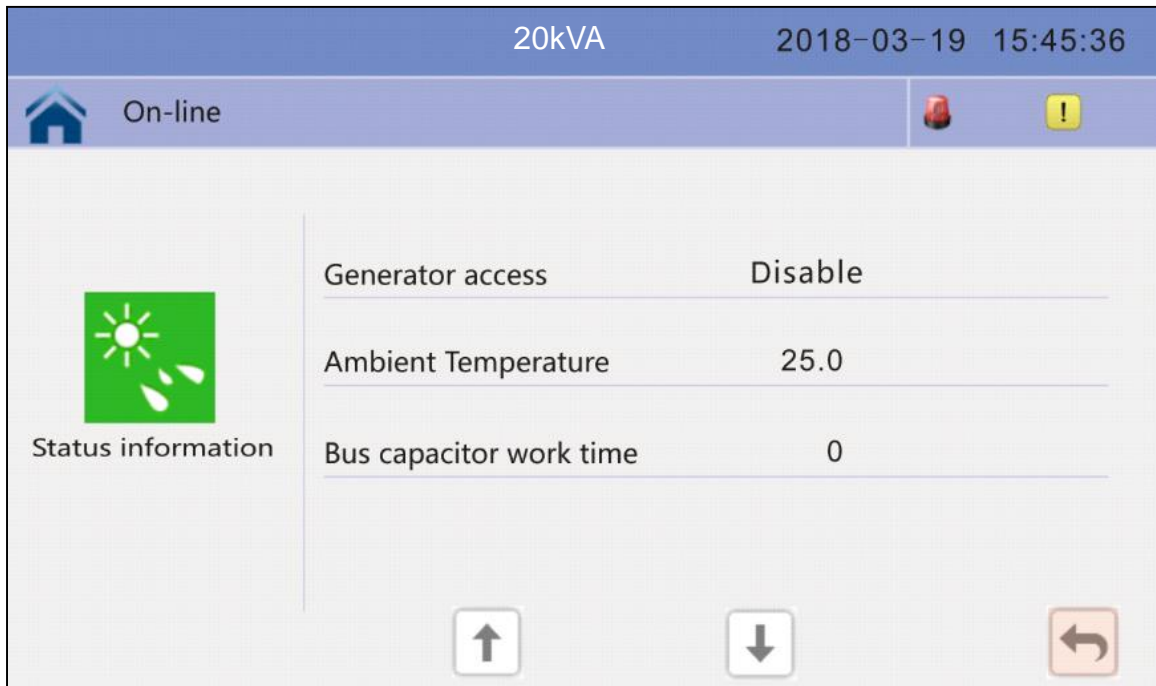 20kVA 2018-03-19 15:45:36
On-line !
Generator access Disable
Ambient Temperature 25.0
Status information
Bus capacitor work time 0